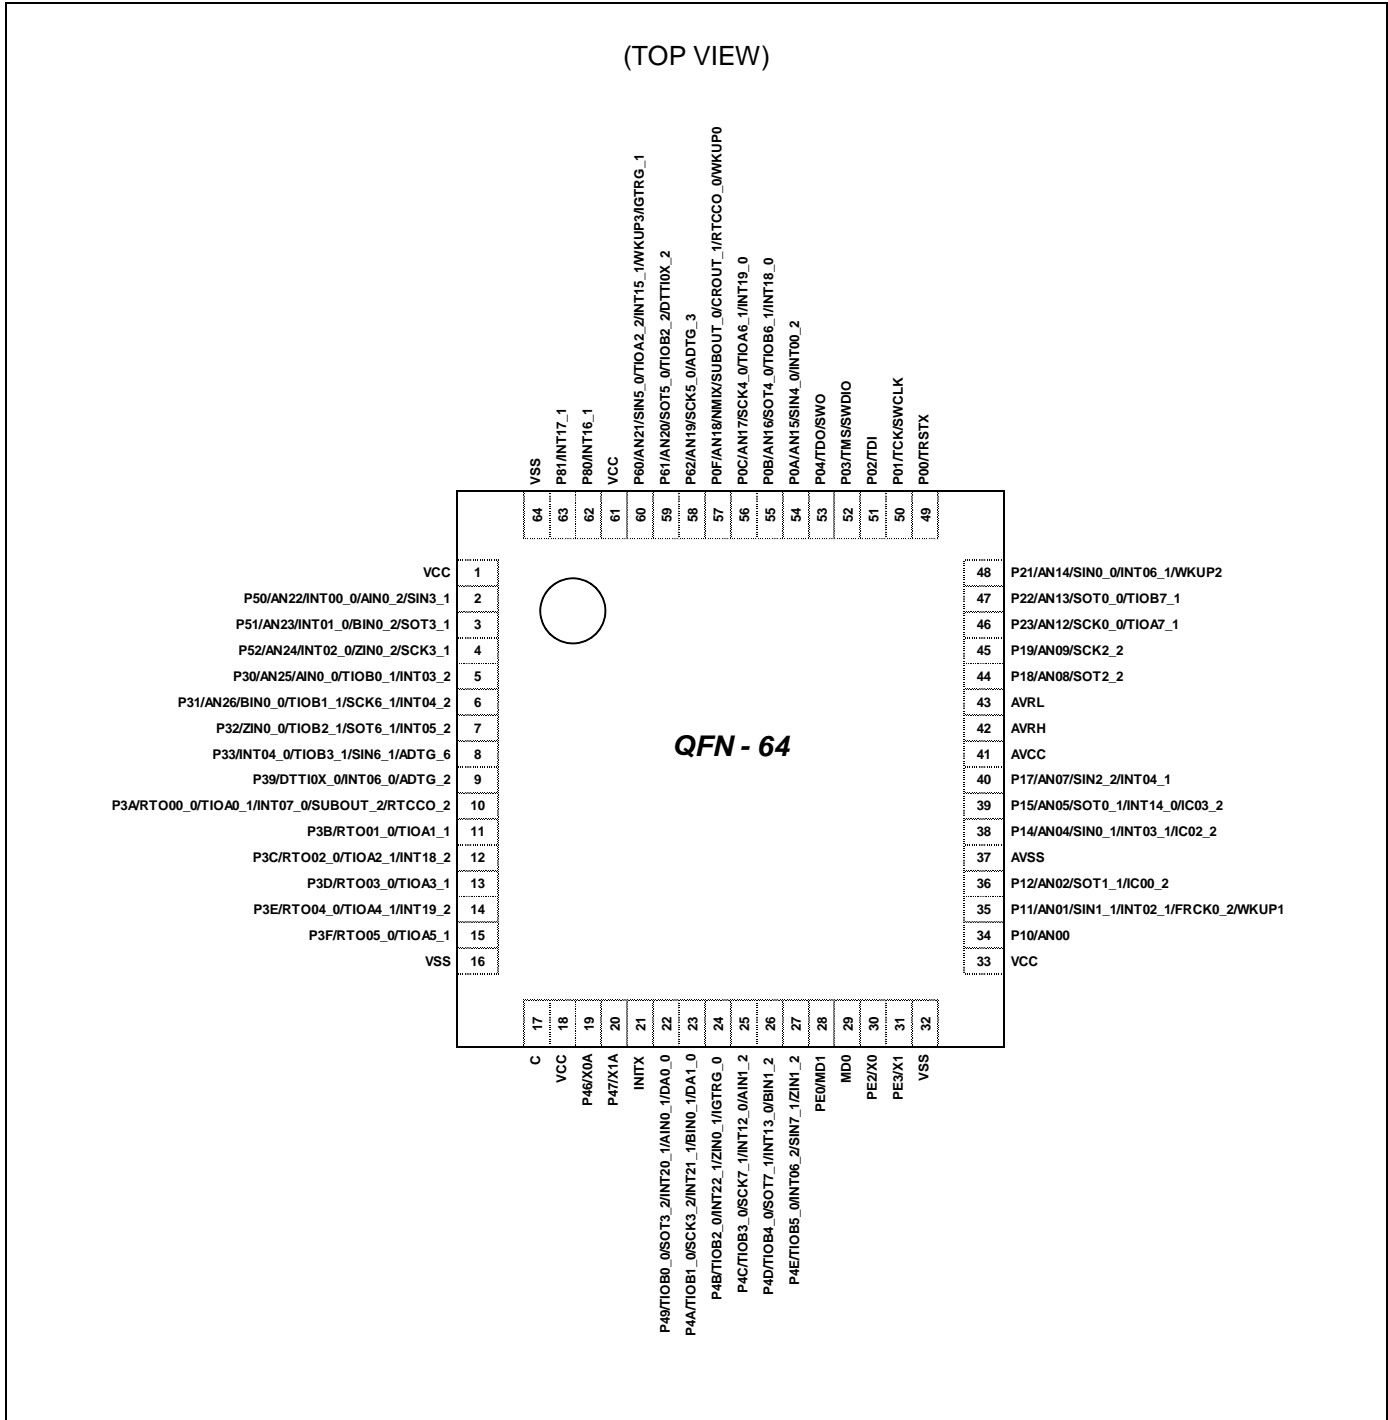 (TOP VIEW)
VSS
P81/INT17_1
P80/INT16_1
VCC
P60/AN21/SIN5_0/TIOA2_2/INT15_1/WKUP3/IGTRG_1
P61/AN20/SOT5_0/TIOB2_2/DTTI0X_2
P62/AN19/SCK5_0/ADTG_3
P0F/AN18/NMIX/SUBOUT_0/CROUT_1/RTCCO_0/WKUP0
P0C/AN17/SCK4_0/TIOA6_1/INT19_0
P0B/AN16/SOT4_0/TIOB6_1/INT18_0
P0A/AN15/SIN4_0/INT00_2
P04/TDO/SWO
P03/TMS/SWDIO
P02/TDI
P01/TCK/SWCLK
P00/TRSTX
64
63
62
61
60
59
58
57
56
55
54
53
52
51
50
49
VCC 1
P50/AN22/INT00_0/AIN0_2/SIN3_1 2
P51/AN23/INT01_0/BIN0_2/SOT3_1 3
P52/AN24/INT02_0/ZIN0_2/SCK3_1 4
P30/AN25/AIN0_0/TIOB0_1/INT03_2 5
P31/AN26/BIN0_0/TIOB1_1/SCK6_1/INT04_2 6
P32/ZIN0_0/TIOB2_1/SOT6_1/INT05_2 7
P33/INT04_0/TIOB3_1/SIN6_1/ADTG_6 8
P39/DTTI0X_0/INT06_0/ADTG_2 9
P3A/RTO00_0/TIOA0_1/INT07_0/SUBOUT_2/RTCCO_2 10
P3B/RTO01_0/TIOA1_1 11
P3C/RTO02_0/TIOA2_1/INT18_2 12
P3D/RTO03_0/TIOA3_1 13
P3E/RTO04_0/TIOA4_1/INT19_2 14
P3F/RTO05_0/TIOA5_1 15
VSS 16
QFN - 64
48 P21/AN14/SIN0_0/INT06_1/WKUP2
47 P22/AN13/SOT0_0/TIOB7_1
46 P23/AN12/SCK0_0/TIOA7_1
45 P19/AN09/SCK2_2
44 P18/AN08/SOT2_2
43 AVRL
42 AVRH
41 AVCC
40 P17/AN07/SIN2_2/INT04_1
39 P15/AN05/SOT0_1/INT14_0/IC03_2
38 P14/AN04/SIN0_1/INT03_1/IC02_2
37 AVSS
36 P12/AN02/SOT1_1/IC00_2
35 P11/AN01/SIN1_1/INT02_1/FRCK0_2/WKUP1
34 P10/AN00
33 VCC
17
18
19
20
21
22
23
24
25
26
27
28
29
30
31
32
C
VCC
P46/X0A
P47/X1A
INITX
P49/TIOB0_0/SOT3_2/INT20_1/AIN0_1/DA0_0
P4A/TIOB1_0/SCK3_2/INT21_1/BIN0_1/DA1_0
P4B/TIOB2_0/INT22_1/ZIN0_1/IGTRG_0
P4C/TIOB3_0/SCK7_1/INT12_0/AIN1_2
P4D/TIOB4_0/SOT7_1/INT13_0/BIN1_2
P4E/TIOB5_0/INT06_2/SIN7_1/ZIN1_2
PE0/MD1
MD0
PE2/X0
PE3/X1
VSS